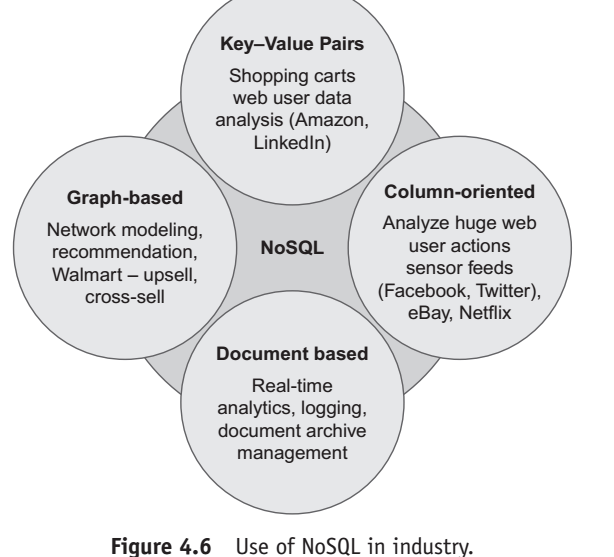 Key–Value Pairs
Shopping carts
web user data
analysis (Amazon,
LinkedIn)
Graph-based
Network modeling,
recommendation,
Walmart – upsell,
cross-sell
NoSQL
Column-oriented
Analyze huge web
user actions
sensor feeds
(Facebook, Twitter),
eBay, Netflix
Document based
Real-time
analytics, logging,
document archive
management
Figure 4.6 Use of NoSQL in industry.